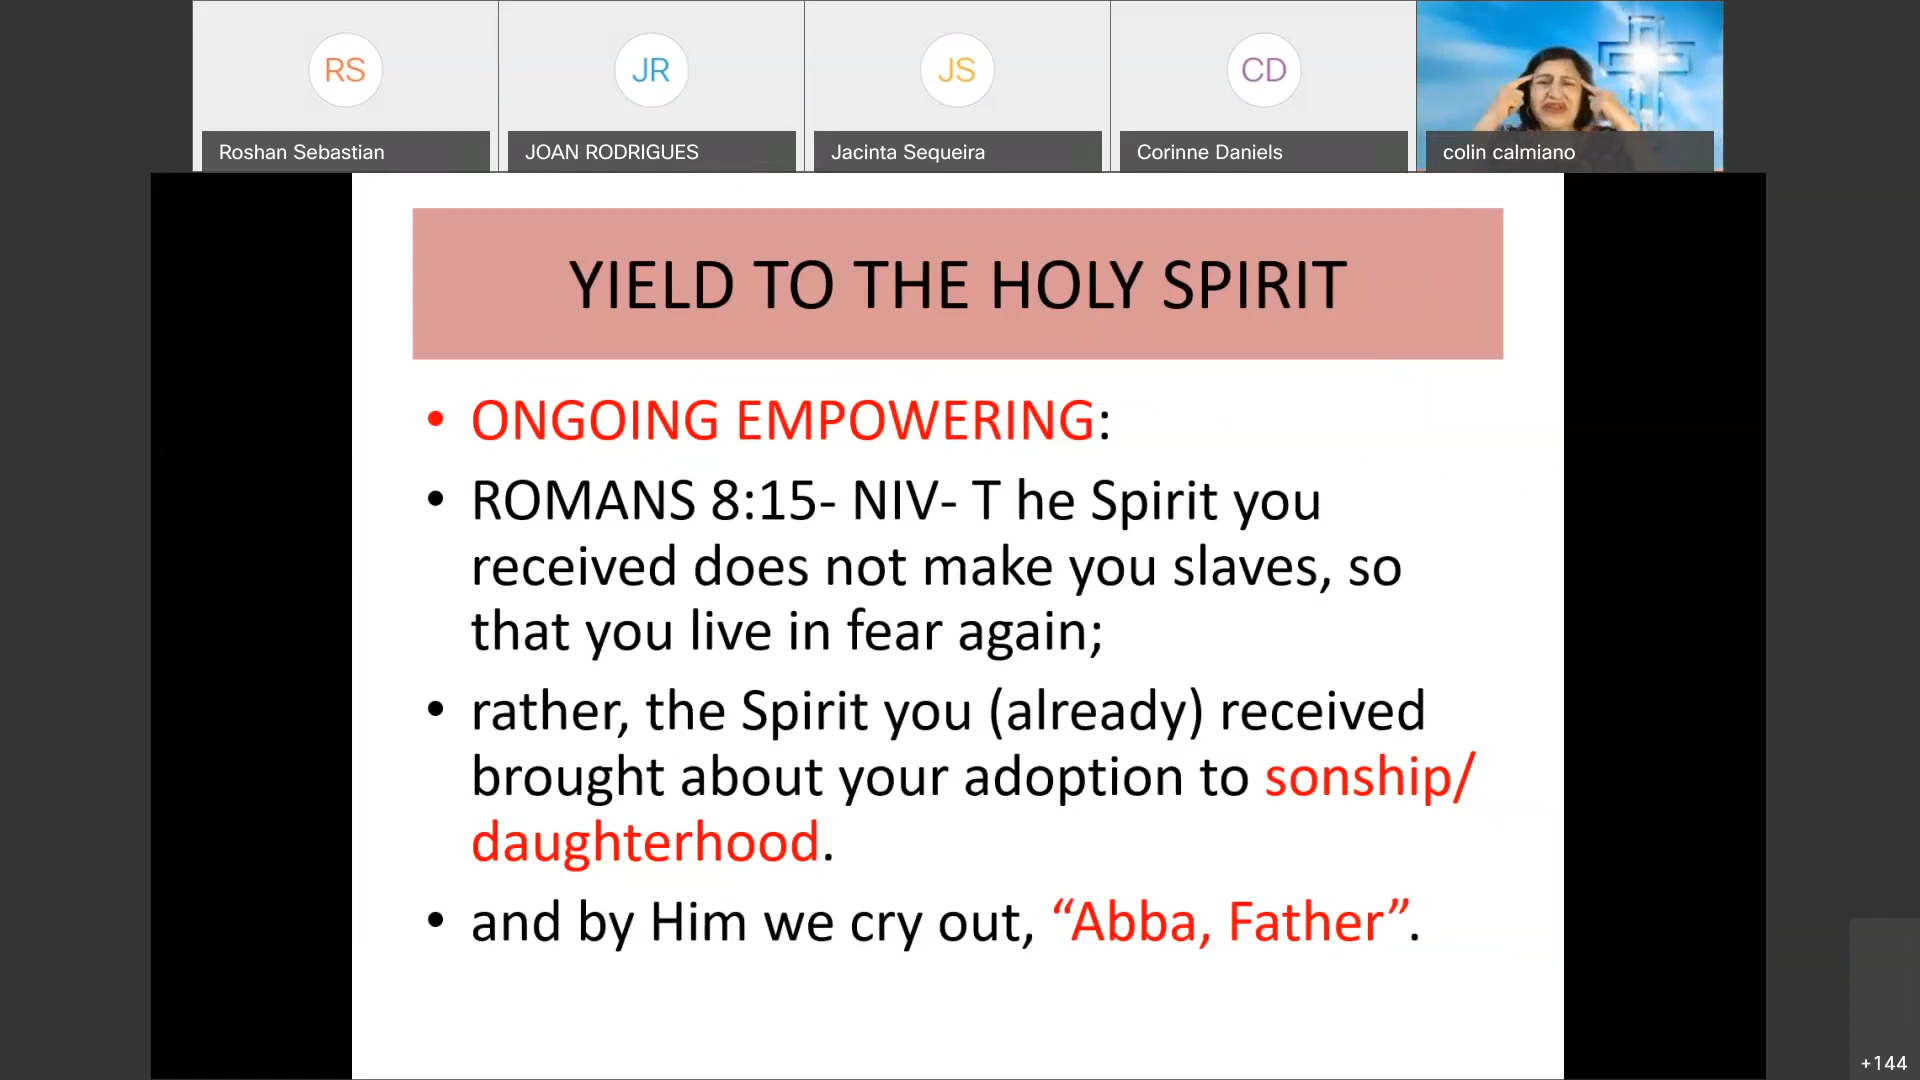 RS
JR
JS
CD
Roshan Sebastian
JOAN RODRIGUES
Jacinta Sequeira
Corinne Daniels
colin calmiano
YIELD TO THE HOLY SPIRIT
• ONGOING EMPOWERING:
• ROMANS 8:15- NIV- T he Spirit you
received does not make you slaves, so
that you live in fear again;
• rather, the Spirit you (already) received
brought about your adoption to sonship/
daughterhood.
• and by Him we cry out, “Abba, Father”.
+144